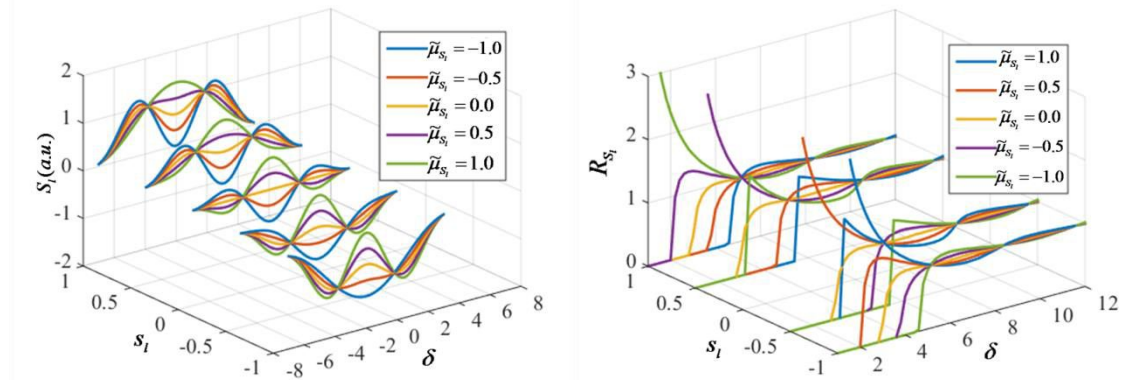 2
1
0
-1
-2
S_l(a.u.)
1
0.5
0
-0.5
-1
s_l
-8
-6
-4
-2
0
2
4
6
8
δ
μ̃_{S_l} = −1.0
μ̃_{S_l} = −0.5
μ̃_{S_l} = 0.0
μ̃_{S_l} = 0.5
μ̃_{S_l} = 1.0
3
2
1
0
R_{S_l}
1
0.5
0
-0.5
-1
s_l
2
4
6
8
10
12
δ
μ̃_{S_l} = 1.0
μ̃_{S_l} = 0.5
μ̃_{S_l} = 0.0
μ̃_{S_l} = −0.5
μ̃_{S_l} = −1.0